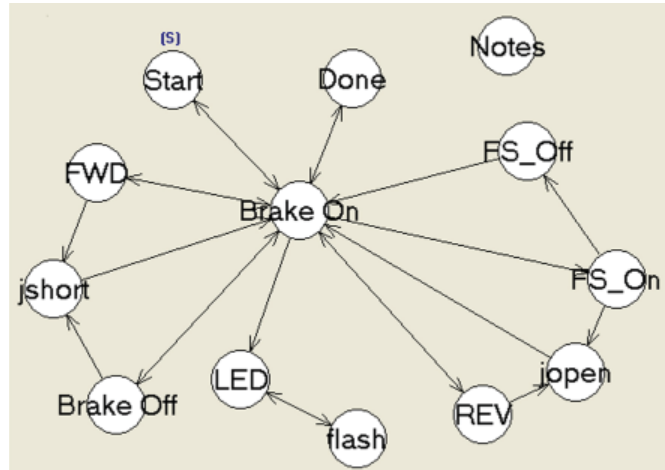 (S)
Start
Done
Notes
FWD
FS_Off
Brake On
jshort
FS_On
Brake Off
LED
jopen
REV
flash